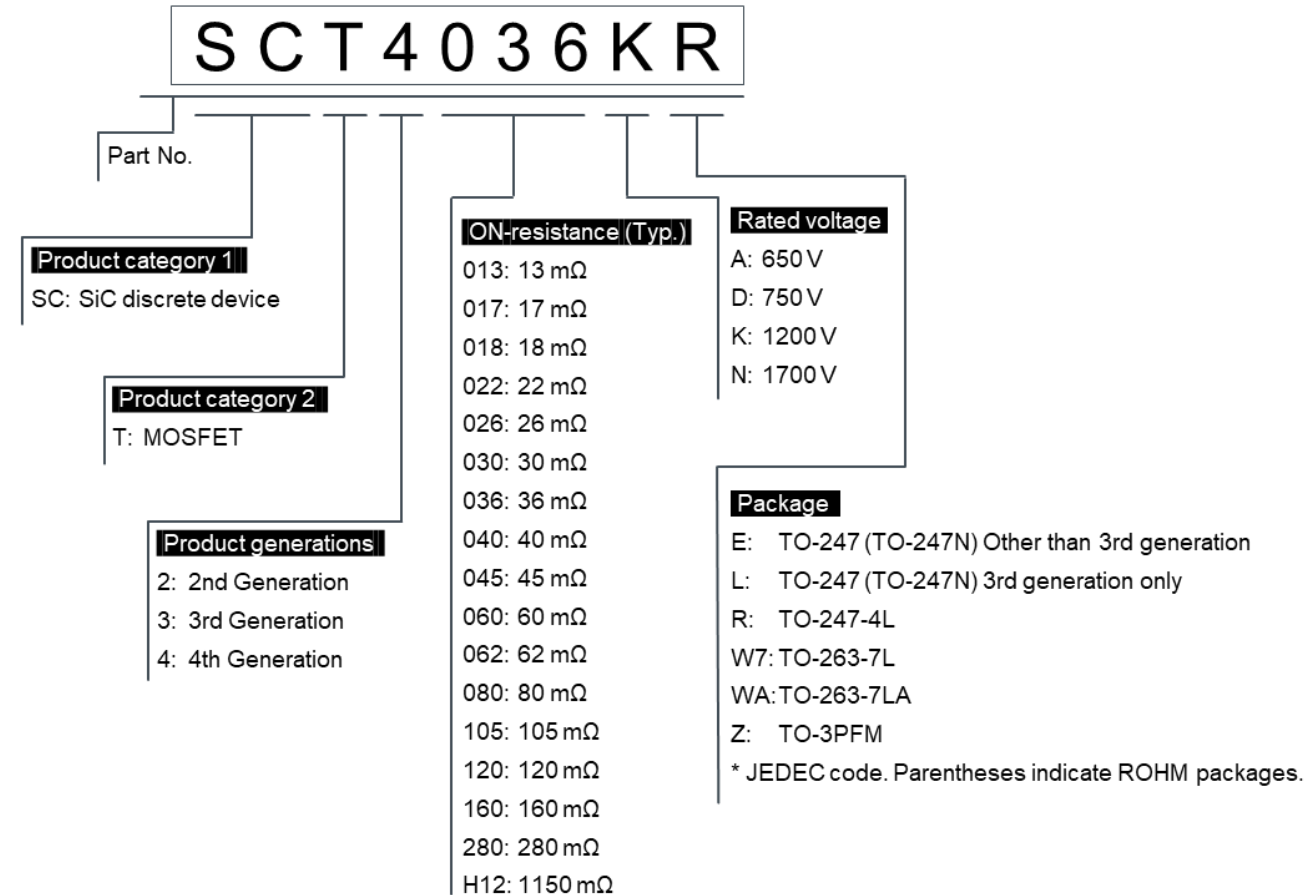 SCT4036KR
Part No.
Product category 1
SC: SiC discrete device
Product category 2
T: MOSFET
Product generations
2: 2nd Generation
3: 3rd Generation
4: 4th Generation
ON-resistance (Typ.)
013: 13 mΩ
017: 17 mΩ
018: 18 mΩ
022: 22 mΩ
026: 26 mΩ
030: 30 mΩ
036: 36 mΩ
040: 40 mΩ
045: 45 mΩ
060: 60 mΩ
062: 62 mΩ
080: 80 mΩ
105: 105 mΩ
120: 120 mΩ
160: 160 mΩ
280: 280 mΩ
H12: 1150 mΩ
Rated voltage
A: 650 V
D: 750 V
K: 1200 V
N: 1700 V
Package
E: TO-247 (TO-247N) Other than 3rd generation
L: TO-247 (TO-247N) 3rd generation only
R: TO-247-4L
W7: TO-263-7L
WA: TO-263-7LA
Z: TO-3PFM
* JEDEC code. Parentheses indicate ROHM packages.